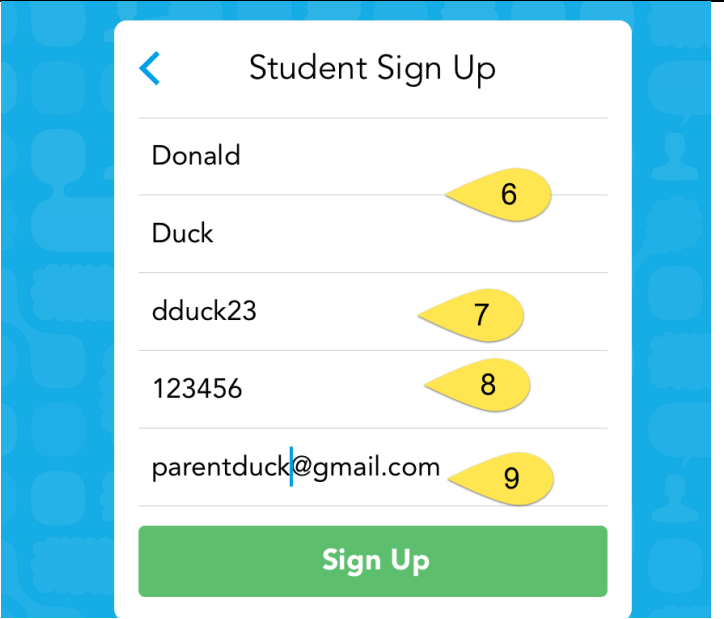 Student Sign Up
Donald
6
Duck
dduck23
7
123456
8
parentduck@gmail.com
9
Sign Up